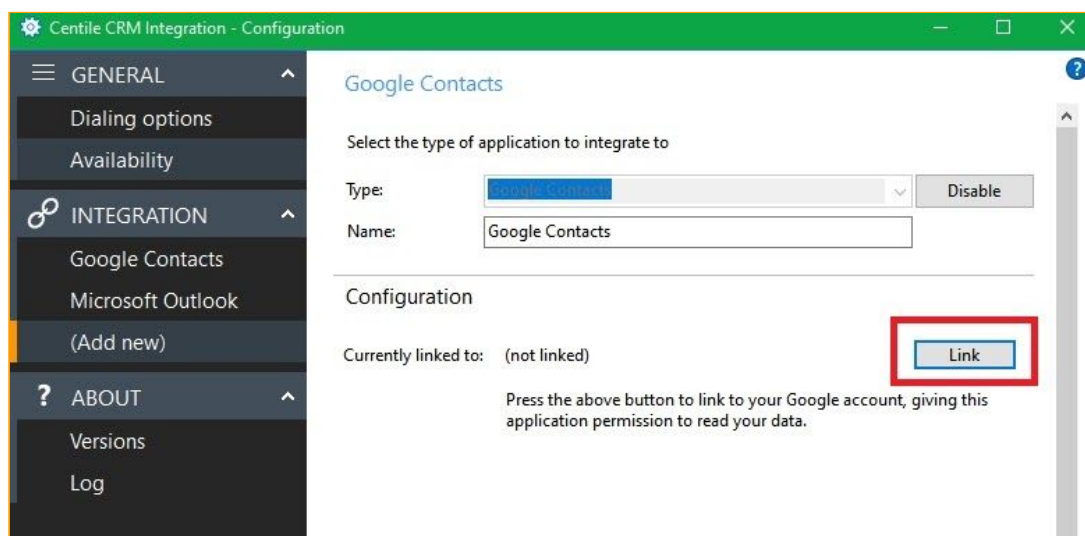 Centile CRM Integration - Configuration
GENERAL
Dialing options
Availability
INTEGRATION
Google Contacts
Microsoft Outlook
(Add new)
? ABOUT
Versions
Log
Google Contacts
?
Select the type of application to integrate to
Type: Google Contacts Disable
Name: Google Contacts
Configuration
Currently linked to: (not linked) Link
Press the above button to link to your Google account, giving this
application permission to read your data.